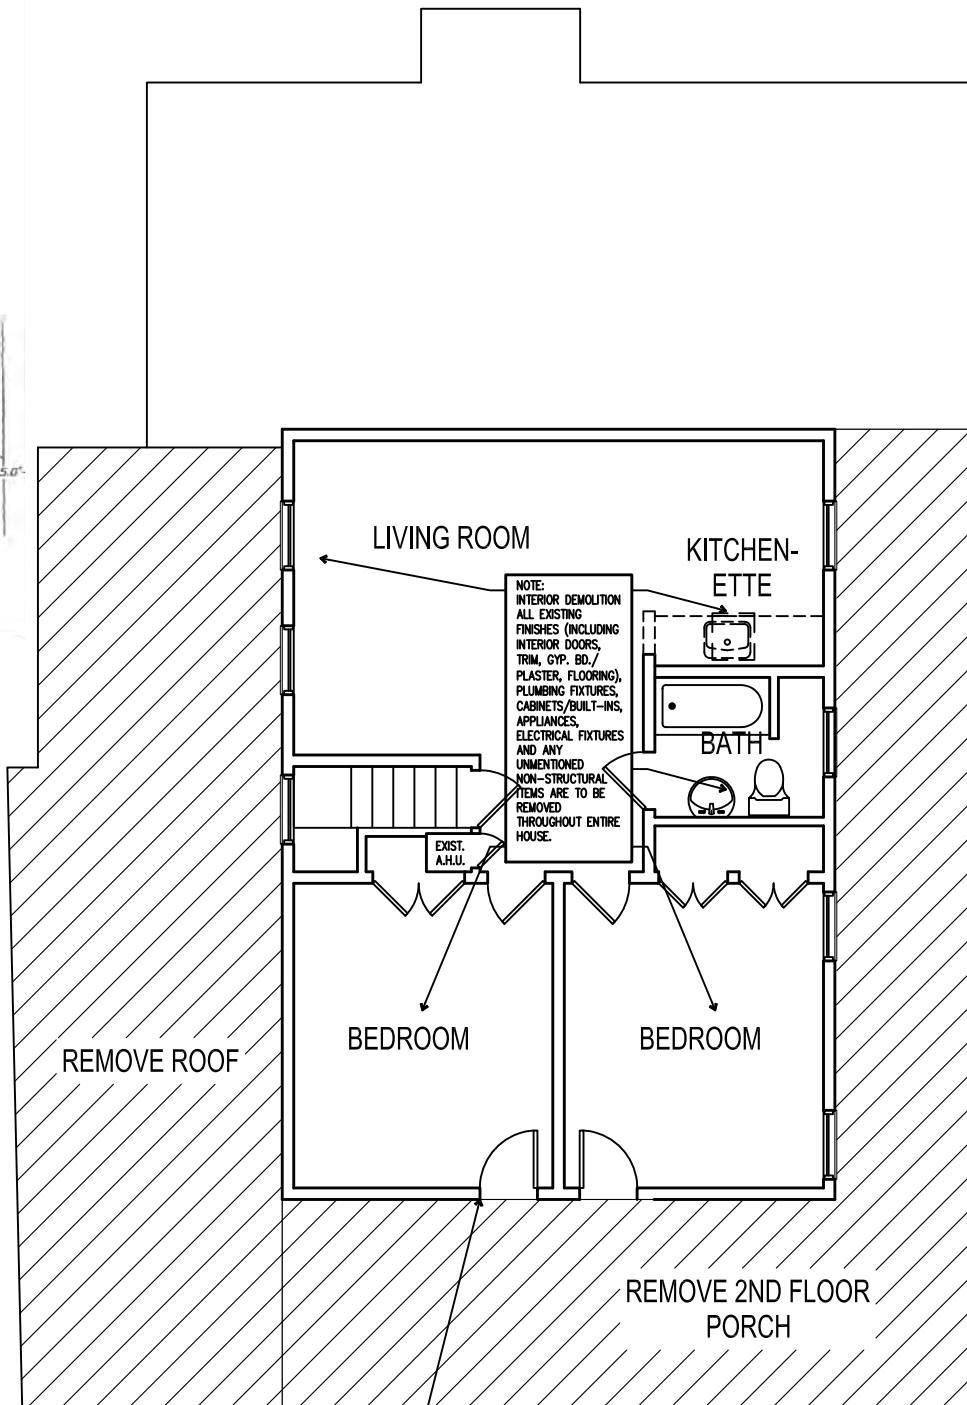 5.0'-
LIVING ROOM
KITCHEN-
ETTE
NOTE:
INTERIOR DEMOLITION
ALL EXISTING
FINISHES (INCLUDING
INTERIOR DOORS,
TRIM, GYP. BD./
PLASTER, FLOORING),
PLUMBING FIXTURES,
CABINETS/BUILT-INS,
APPLIANCES,
ELECTRICAL FIXTURES
AND ANY
UNMENTIONED
NON-STRUCTURAL
ITEMS ARE TO BE
REMOVED
THROUGHOUT ENTIRE
HOUSE.
BATH
EXIST.
A.H.U.
BEDROOM
BEDROOM
REMOVE ROOF
REMOVE 2ND FLOOR
PORCH